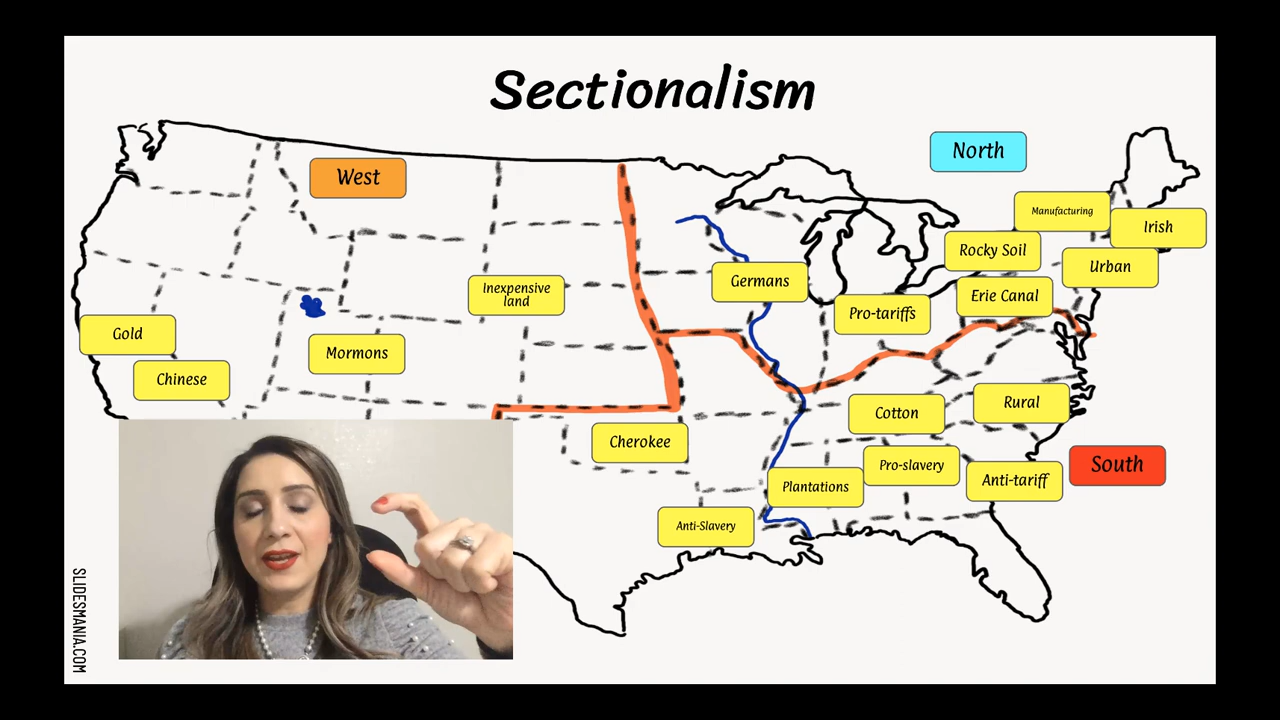 Sectionalism
North
West
Manufacturing
Irish
Rocky Soil
Urban
Germans
Inexpensive
land
Erie Canal
Pro-tariffs
Gold
Mormons
Chinese
Rural
Cotton
Cherokee
Pro-slavery
South
Anti-tariff
Plantations
Anti-Slavery
SLIDESMANIA.COM